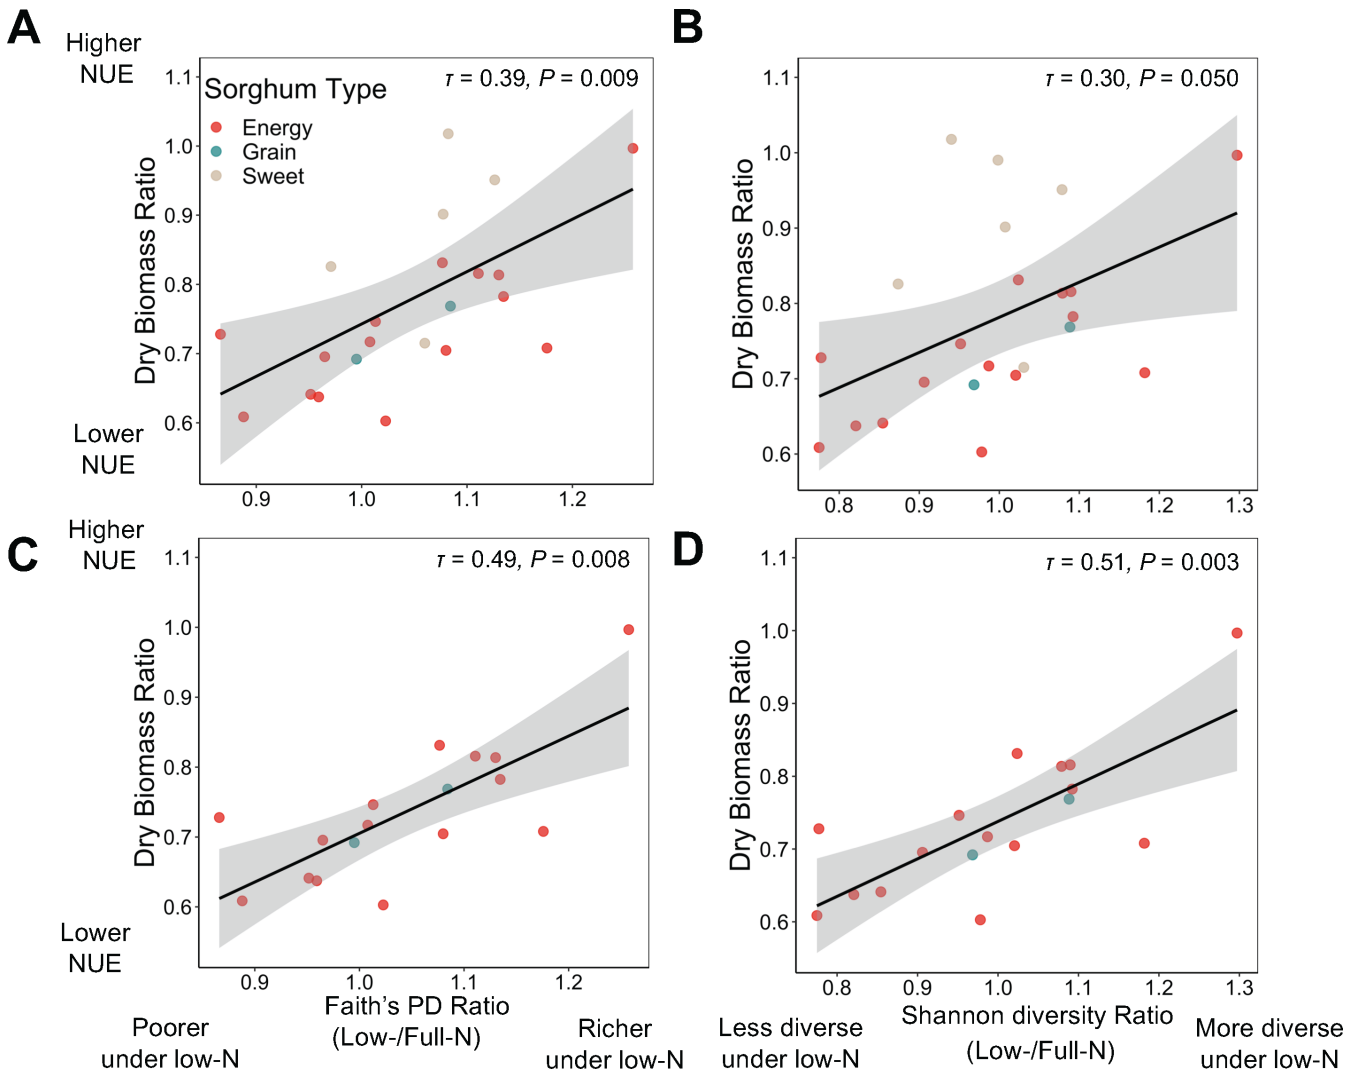 A
B
Higher
NUE
Sorghum Type
Energy
Grain
Sweet
τ = 0.39, P = 0.009
τ = 0.30, P = 0.050
1.1
1.0
0.9
0.8
0.7
0.6
Dry Biomass Ratio
1.1
1.0
0.9
0.8
0.7
0.6
Dry Biomass Ratio
Lower
NUE
0.9 1.0 1.1 1.2
0.8 0.9 1.0 1.1 1.2 1.3
C
D
Higher
NUE
τ = 0.49, P = 0.008
τ = 0.51, P = 0.003
1.1
1.0
0.9
0.8
0.7
0.6
Dry Biomass Ratio
1.1
1.0
0.9
0.8
0.7
0.6
Dry Biomass Ratio
Lower
NUE
0.9 1.0 1.1 1.2
0.8 0.9 1.0 1.1 1.2 1.3
Faith's PD Ratio
(Low-/Full-N)
Poorer
under low-N
Richer
under low-N
Shannon diversity Ratio
(Low-/Full-N)
Less diverse
under low-N
More diverse
under low-N